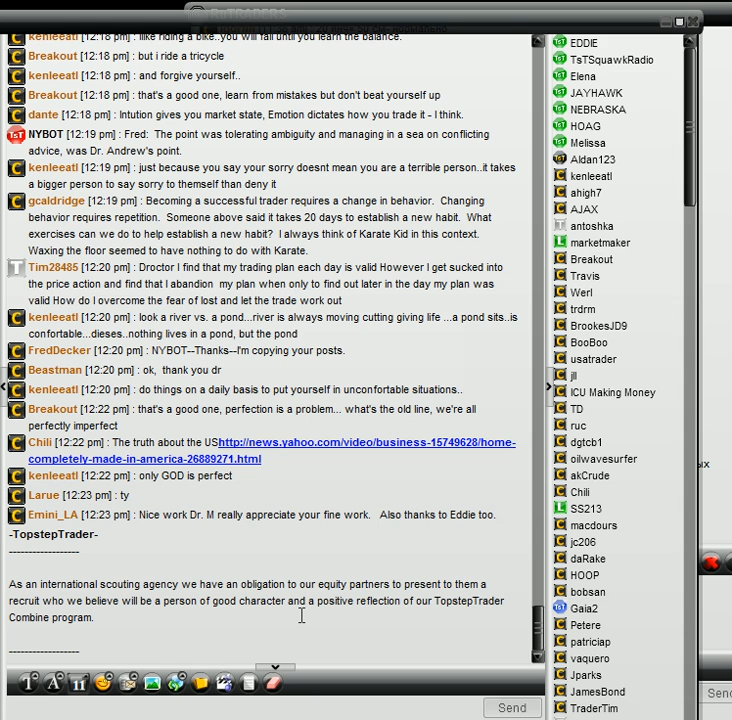 kenleeatl [12:18 pm] : like riding a bke..you will fall until you learn the balance.
Breakout [12:18 pm] : but i ride a tricycle
kenleeatl [12:18 pm] : and forgive yourself..
Breakout [12:18 pm] : that's a good one, learn from mistakes but don't beat yourself up
dante [12:18 pm] : Intution gives you market state, Emotion dictates how you trade it - I think.
NYBOT [12:19 pm] : Fred: The point was tolerating ambiguity and managing in a sea on conflicting
advice, was Dr. Andrew's point.
kenleeatl [12:19 pm] : just because you say your sorry doesnt mean you are a terrible person..it takes
a bigger person to say sorry to themself than deny it
gcaldridge [12:19 pm] : Becoming a successful trader requires a change in behavior. Changing
behavior requires repetition. Someone above said it takes 20 days to establish a new habit. What
exercises can we do to help establish a new habit? I always think of Karate Kid in this context.
Waxing the floor seemed to have nothing to do with Karate.
Tim28485 [12:20 pm] : Droctor I find that my trading plan each day is valid However I get sucked into
the price action and find that I abandon my plan when only to find out later in the day my plan was
valid How do I overcome the fear of lost and let the trade work out
kenleeatl [12:20 pm] : look a river vs. a pond...river is always moving cutting giving life ...a pond sits..is
confortable...dieses..nothing lives in a pond, but the pond
FredDecker [12:20 pm] : NYBOT--Thanks--I'm copying your posts.
Beastman [12:20 pm] : ok, thank you dr
kenleeatl [12:20 pm] : do things on a daily basis to put yourself in unconfortable situations..
Breakout [12:22 pm] : that's a good one, perfection is a problem... what's the old line, we're all
perfectly imperfect
Chili [12:22 pm] : The truth about the UShttp://news.yahoo.com/video/business-15749628/home-
completely-made-in-america-26889271.html
kenleeatl [12:22 pm] : only GOD is perfect
Larue [12:23 pm] : ty
Emini_LA [12:23 pm] : Nice work Dr. M really appreciate your fine work. Also thanks to Eddie too.
-TopstepTrader-
------------------
As an international scouting agency we have an obligation to our equity partners to present to them a
recruit who we believe will be a person of good character and a positive reflection of our TopstepTrader
Combine program.
------------------
Send
EDDIE
TsTSquawkRadio
Elena
JAYHAWK
NEBRASKA
HOAG
Melissa
Aldan123
kenleeatl
ahigh7
AJAX
antoshka
marketmaker
Breakout
Travis
Werl
trdrm
BrookesJD9
BooBoo
usatrader
jll
ICU Making Money
TD
ruc
dgtcb1
oilwavesurfer
akCrude
Chili
SS213
macdours
jc206
daRake
HOOP
bobsan
Gaia2
Petere
patriciap
vaquero
Jparks
JamesBond
TraderTim
ых
Send